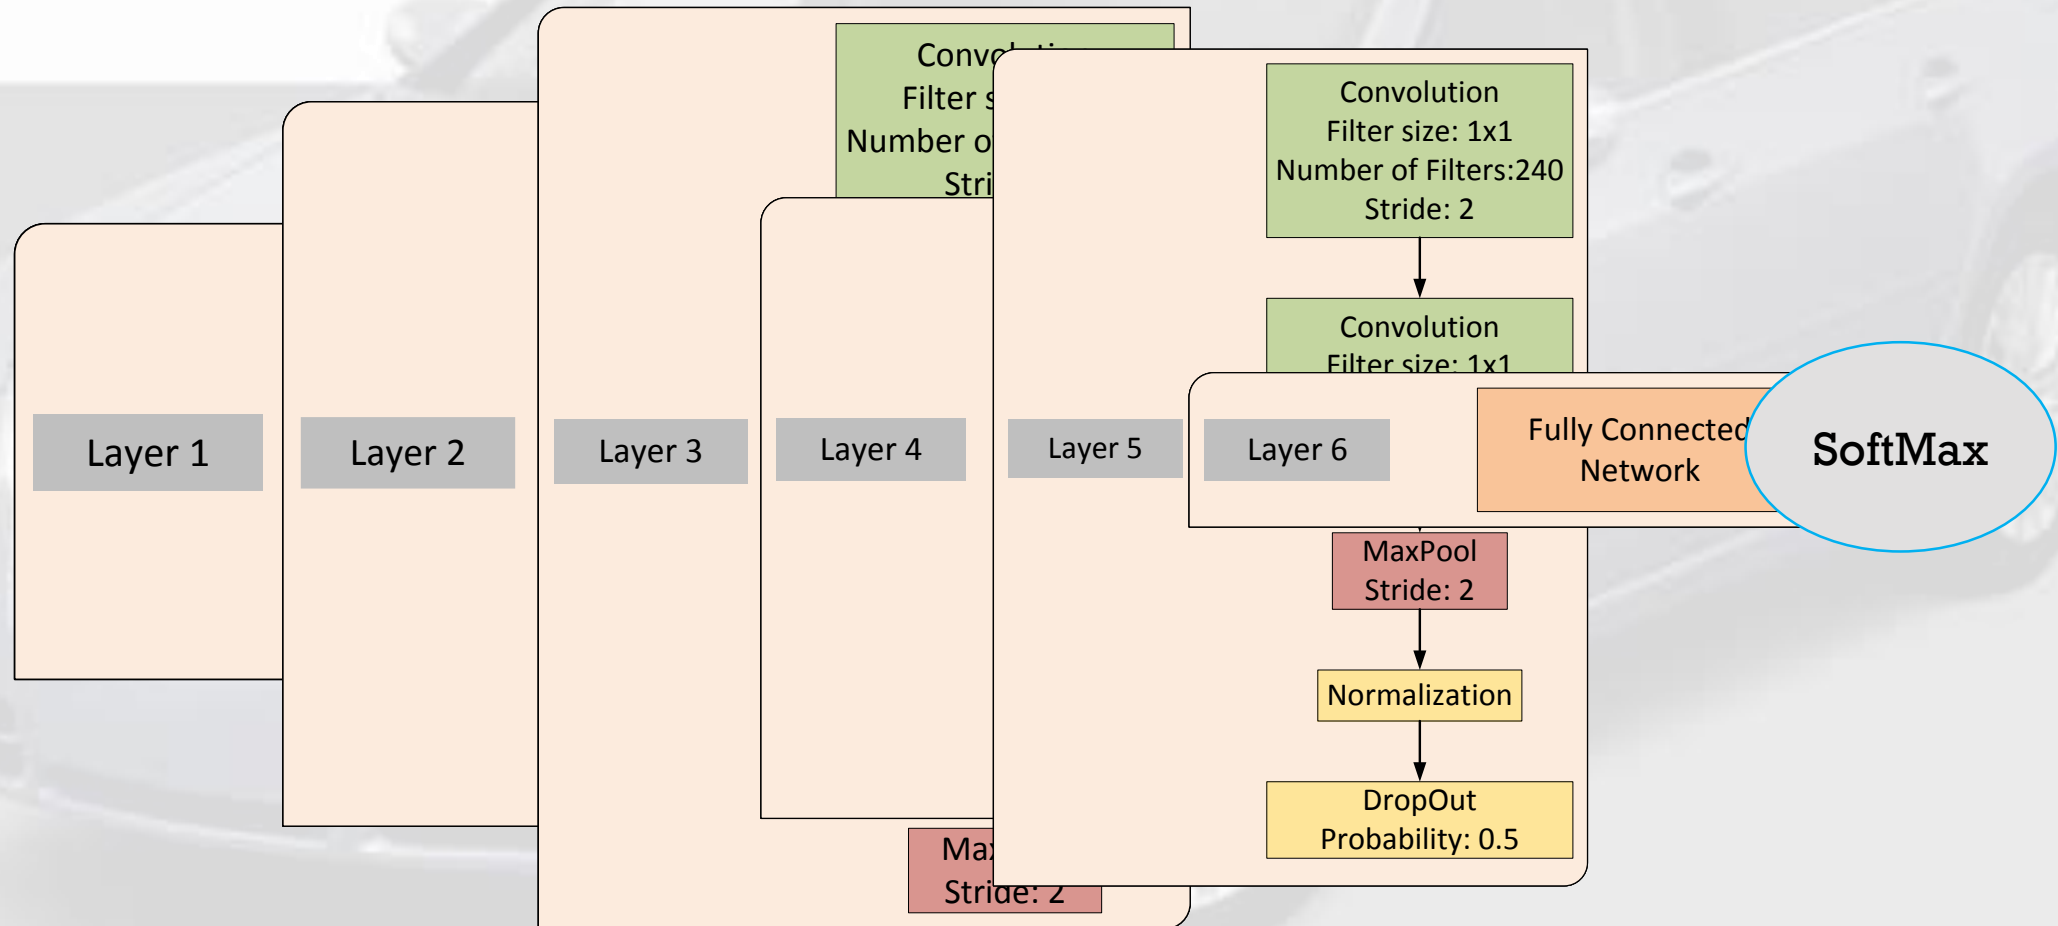 Layer 1
Layer 2
Layer 3
Filter
Number
Stride: 2
Layer 4
Layer 5
Convolution
Filter size: 1x1
Number of Filters:240
Stride: 2
Convolution
Filter size: 1x1
MaxPool
Stride: 2
Normalization
DropOut
Probability: 0.5
Layer 6
Fully Connected
Network
SoftMax